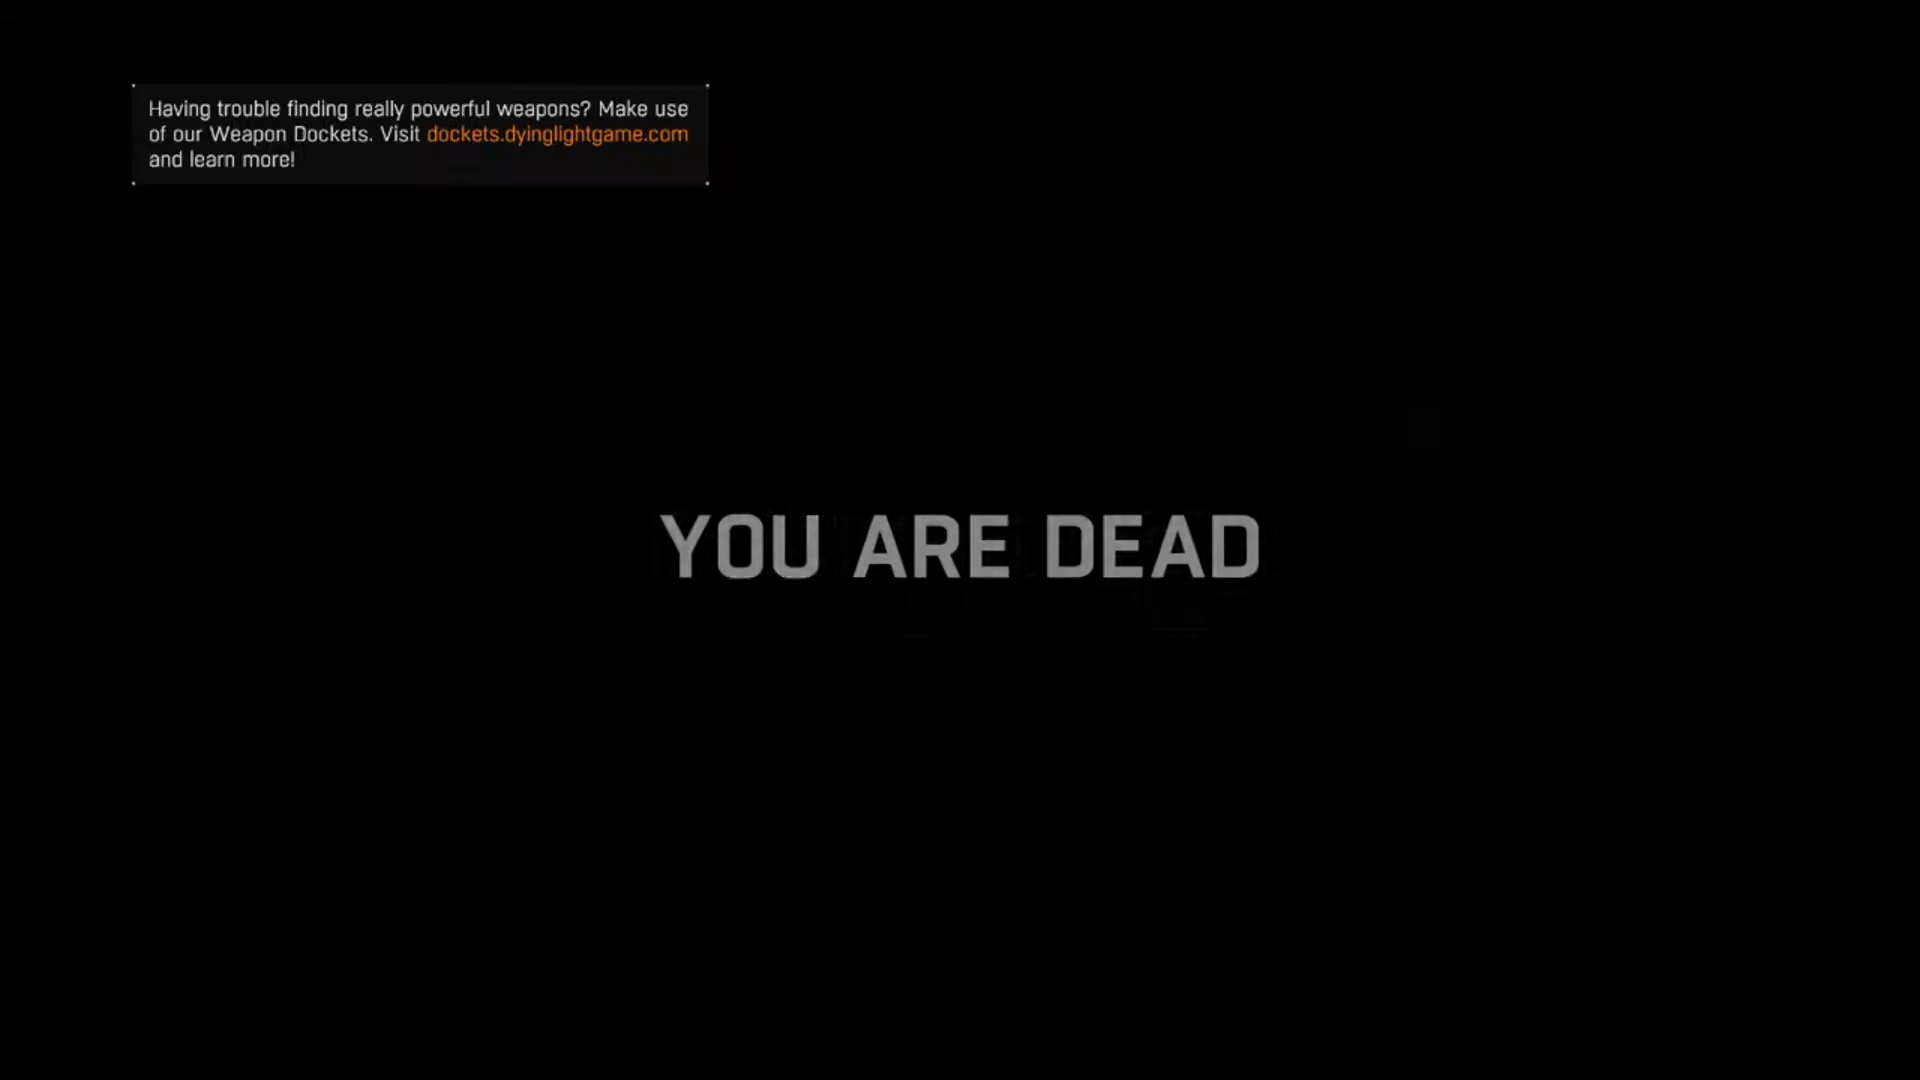 Having trouble finding really powerful weapons? Make use
of our Weapon Dockets. Visit dockets.dyinglightgame.com
and learn more!
YOU ARE DEAD